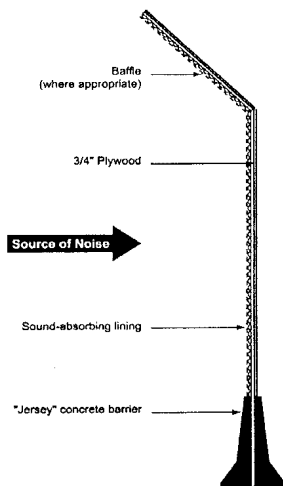 Baffle
(where appropriate)
3/4" Plywood
Source of Noise
Sound-absorbing lining
"Jersey" concrete barrier